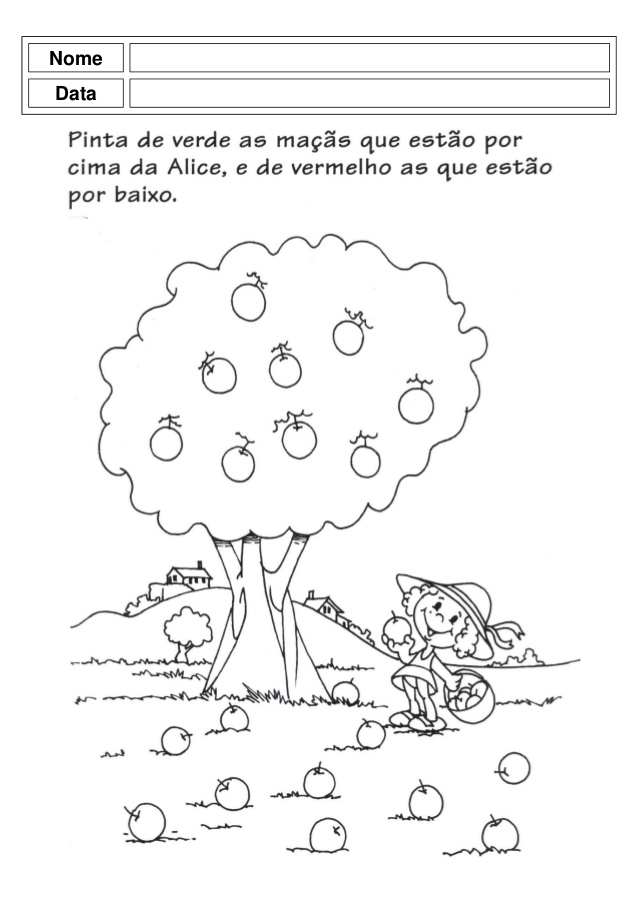 Nome
Data
Pinta de verde as maçãs que estão por
cima da Alice, e de vermelho as que estão
por baixo.